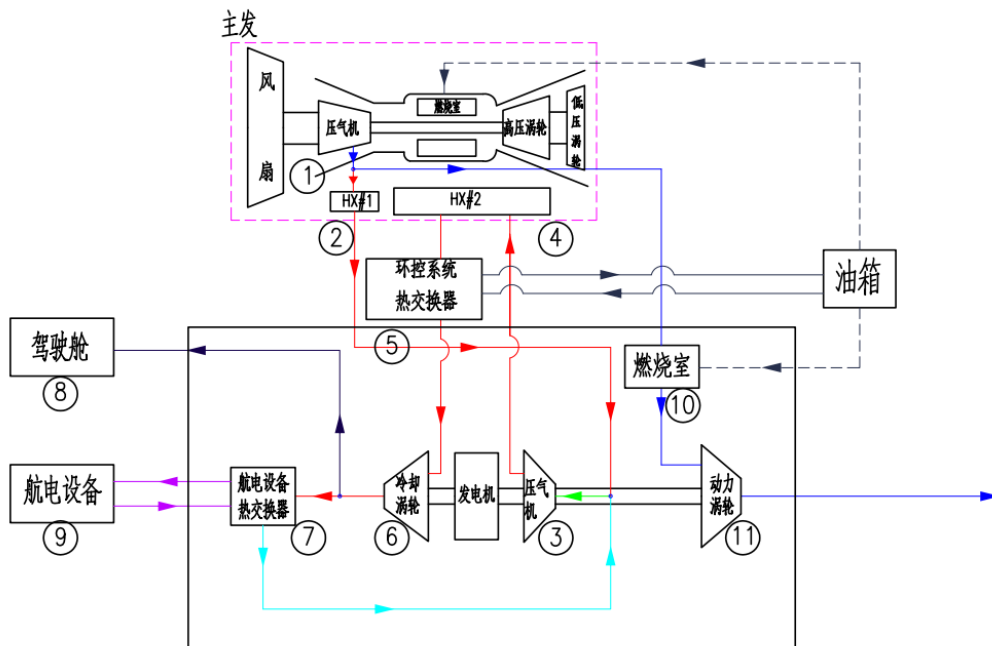 主发
风
扇
压气机
燃烧室
高压涡轮
低
压
涡
轮
①
HX#1
HX#2
②
④
环控系统
热交换器
油箱
驾驶舱
⑤
燃烧室
⑧
⑩
航电设备
航电设备
热交换器
冷却
涡轮
发电机
压气
机
动力
涡轮
⑨
⑦
⑥
③
⑪